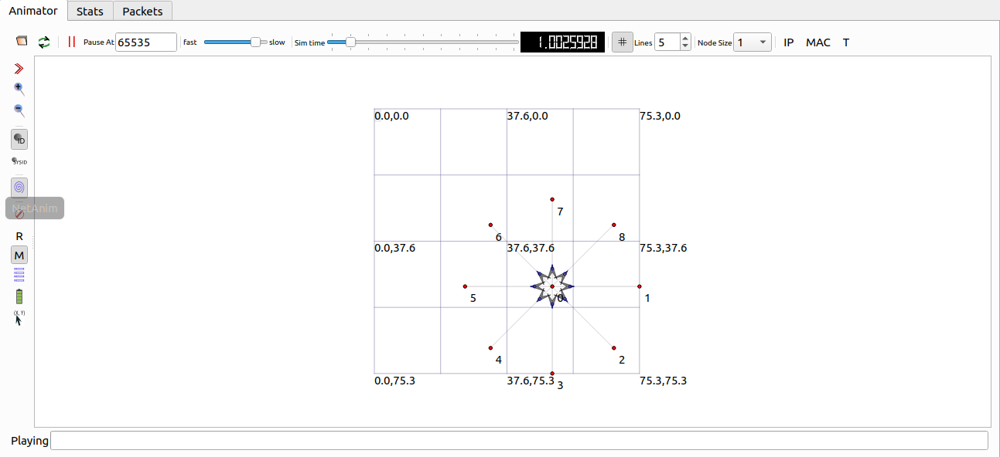 Animator Stats Packets
Pause At 65535 fast slow Sim time 1.0025928 # Lines 5 Node Size 1 IP MAC T
ID
SYSID
NetAnim
R
M
(X, Y)
0.0,0.0 37.6,0.0 75.3,0.0
7
6 8
0.0,37.6 37.6,37.6 75.3,37.6
5 0 1
4 2
0.0,75.3 37.6,75.3 3 75.3,75.3
Playing